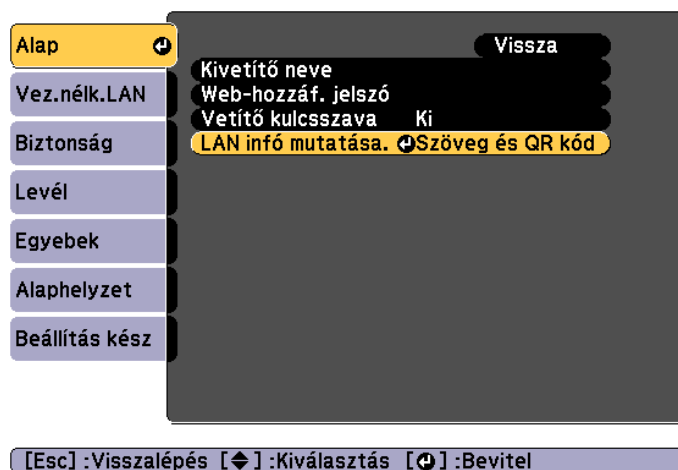 Alap
Vez.nélk.LAN
Biztonság
Levél
Egyebek
Alaphelyzet
Beállítás kész
Vissza
Kivetítő neve
Web-hozzáf. jelszó
Vetítő kulcsszava Ki
LAN infó mutatása. Szöveg és QR kód
[Esc] :Visszalépés [◆] :Kiválasztás [⏎] :Bevitel